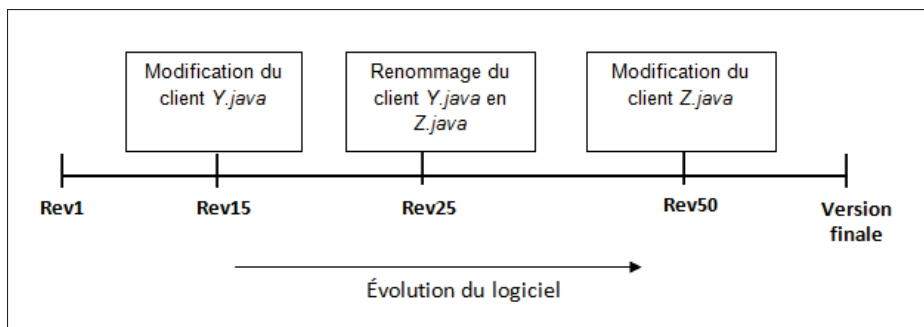 Modification du
client Y.java
Renommage du
client Y.java en
Z.java
Modification du
client Z.java
Rev1
Rev15
Rev25
Rev50
Version
finale
Évolution du logiciel